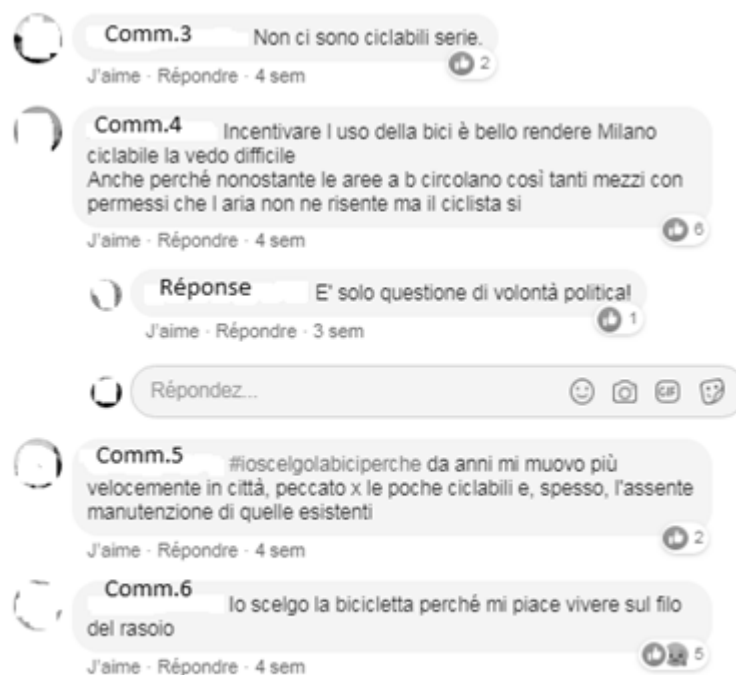 Comm.3 Non ci sono ciclabili serie.
2
J'aime · Répondre · 4 sem
Comm.4 Incentivare l uso della bici è bello rendere Milano
ciclabile la vedo difficile
Anche perché nonostante le aree a b circolano così tanti mezzi con
permessi che l aria non ne risente ma il ciclista si
6
J'aime · Répondre · 4 sem
Réponse E' solo questione di volontà politica!
1
J'aime · Répondre · 3 sem
Répondez...
GIF
Comm.5 #ioscelgolabiciperche da anni mi muovo più
velocemente in città, peccato x le poche ciclabili e, spesso, l'assente
manutenzione di quelle esistenti
2
J'aime · Répondre · 4 sem
Comm.6 Io scelgo la bicicletta perché mi piace vivere sul filo
del rasoio
5
J'aime · Répondre · 4 sem